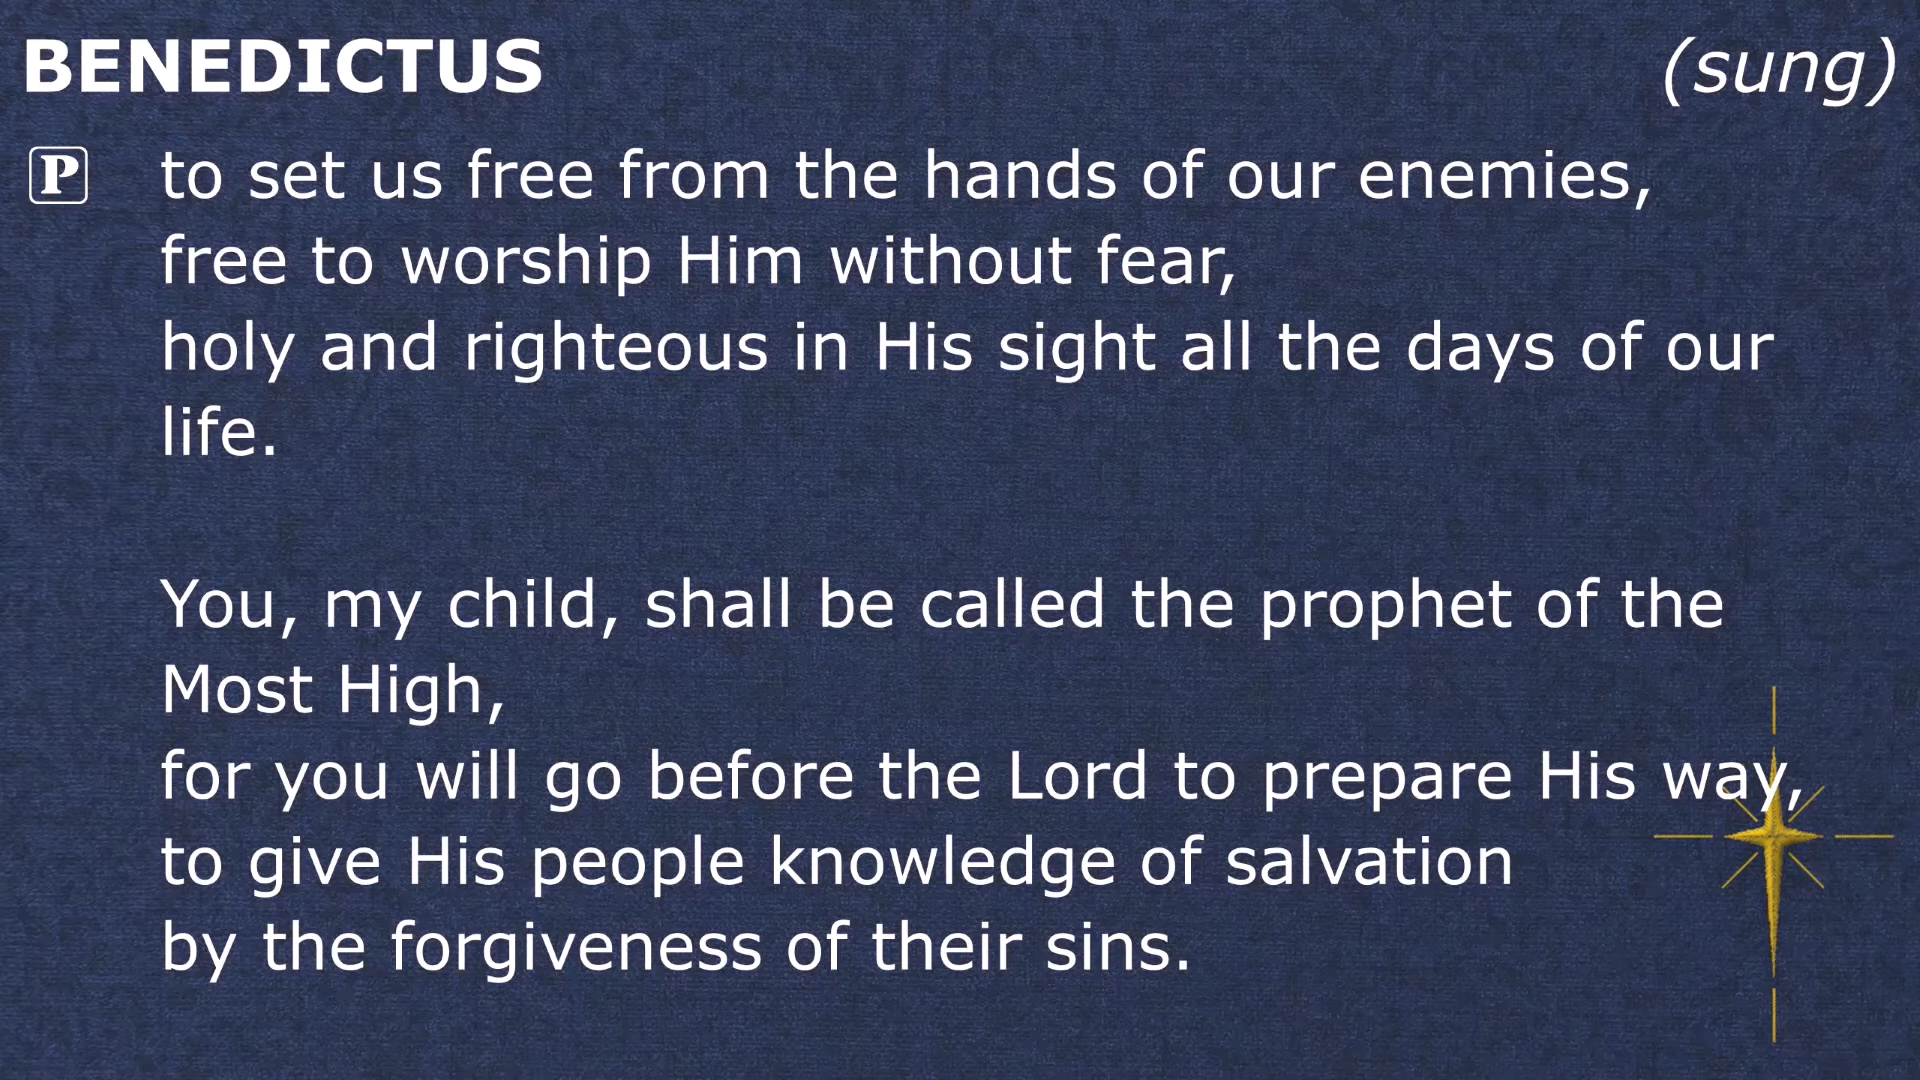 BENEDICTUS (sung)
P to set us free from the hands of our enemies,
free to worship Him without fear,
holy and righteous in His sight all the days of our
life.
You, my child, shall be called the prophet of the
Most High,
for you will go before the Lord to prepare His way,
to give His people knowledge of salvation
by the forgiveness of their sins.